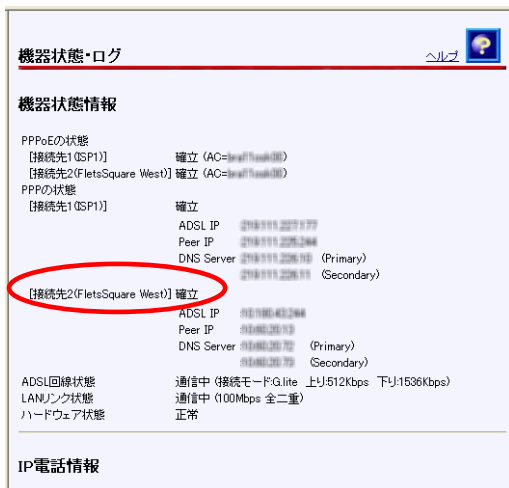 機器状態・ログ
ヘルプ
機器状態情報
PPPoEの状態
[接続先1(ISP1)] 確立 (AC=
[接続先2(FletsSquare West)] 確立 (AC=
PPPの状態
[接続先1(ISP1)] 確立
ADSL IP
Peer IP
DNS Server (Primary)
(Secondary)
[接続先2(FletsSquare West)] 確立
ADSL IP
Peer IP
DNS Server (Primary)
(Secondary)
ADSL回線状態 通信中 (接続モード:G.lite 上り:512Kbps 下り:1536Kbps)
LANリンク状態 通信中 (100Mbps 全二重)
ハードウェア状態 正常
IP電話情報